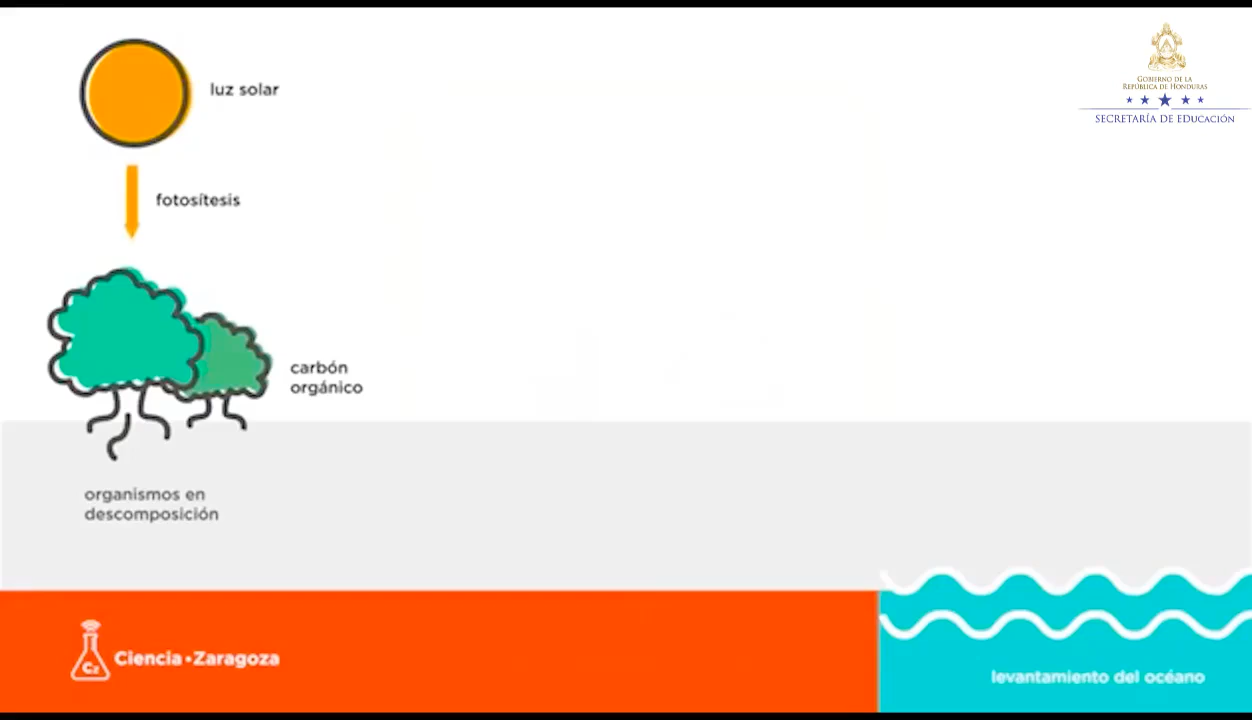 luz solar
GOBIERNO DE LA
REPÚBLICA DE HONDURAS
SECRETARÍA DE EDUCACIÓN
fotosítesis
carbón
orgánico
organismos en
descomposición
Cz
Ciencia•Zaragoza
levantamiento del océano